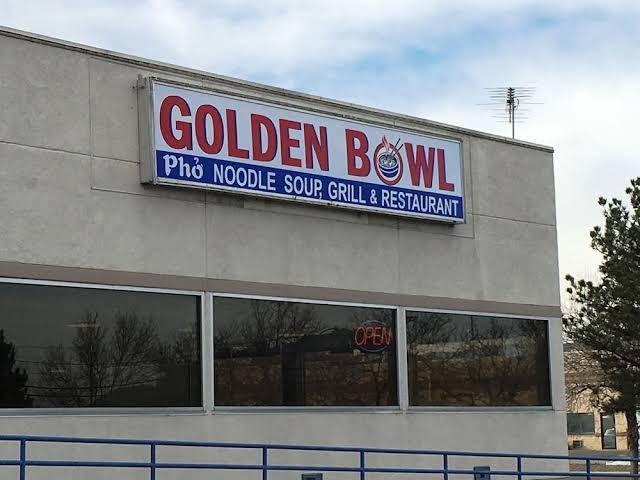 GOLDEN BOWL
Phở NOODLE SOUP, GRILL & RESTAURANT
OPEN